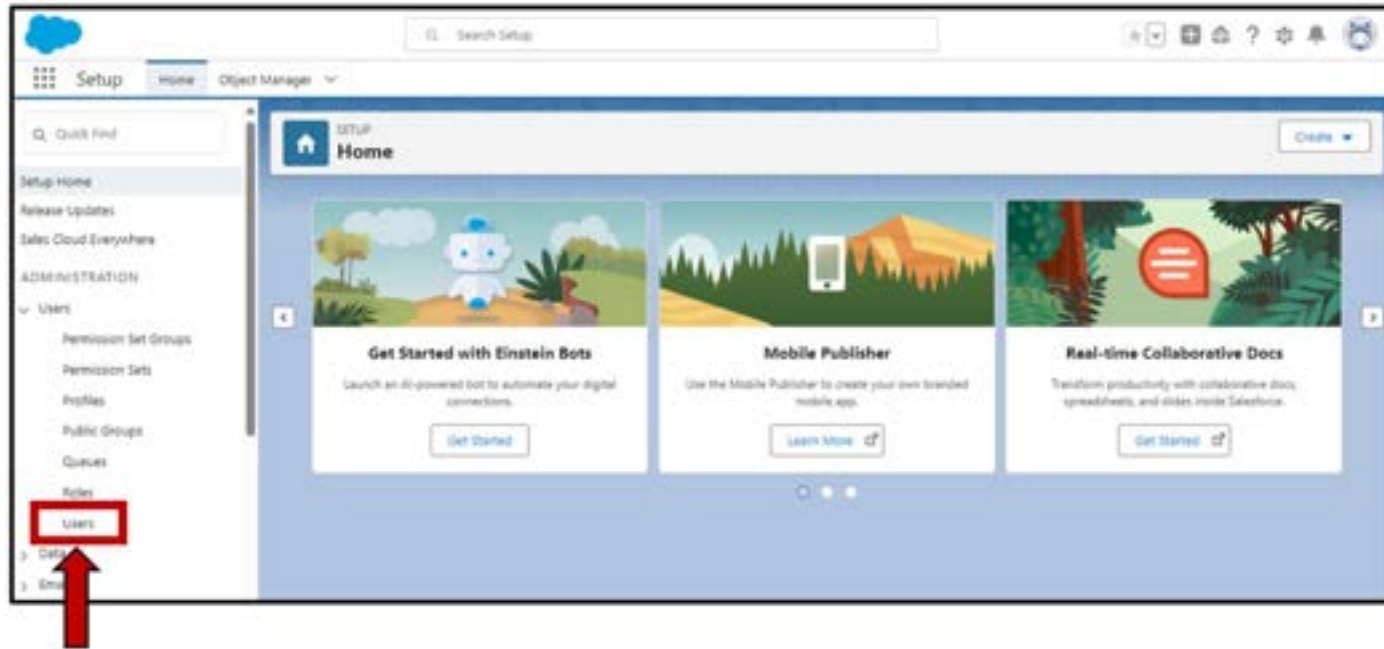 Search Setup
Setup
Home
Object Manager
Quick Find
Setup Home
Release Updates
Sales Cloud Everywhere
ADMINISTRATION
Users
Permission Set Groups
Permission Sets
Profiles
Public Groups
Queues
Roles
Users
Data
Ema
SETUP
Home
Create
Get Started with Einstein Bots
Launch an AI-powered bot to automate your digital
connections.
Get Started
Mobile Publisher
Use the Mobile Publisher to create your own branded
mobile app.
Learn More
Real-time Collaborative Docs
Transform productivity with collaborative docs,
spreadsheets, and slides inside Salesforce.
Get Started